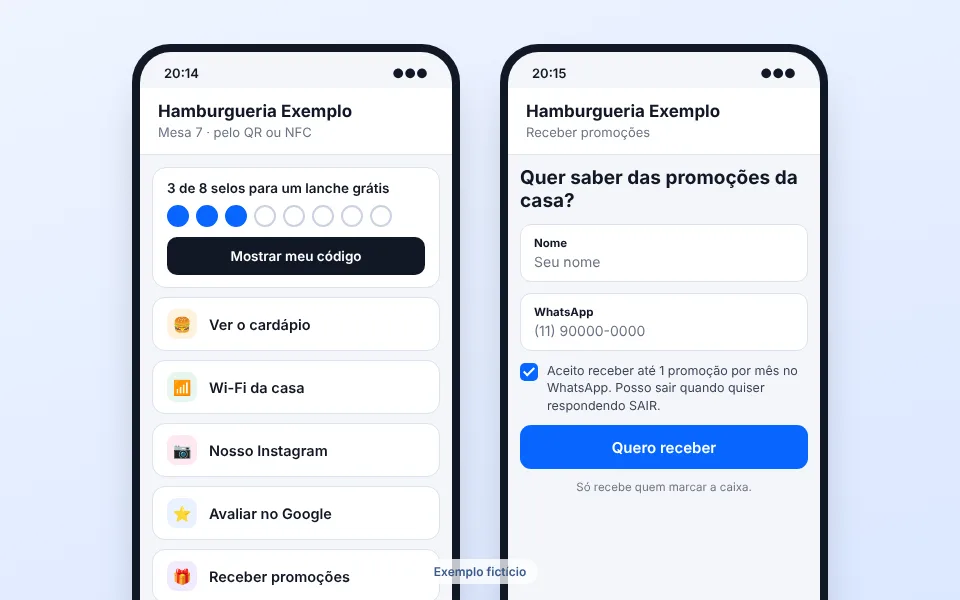 20:14
Hamburgueria Exemplo
Mesa 7 · pelo QR ou NFC
3 de 8 selos para um lanche grátis
Mostrar meu código
Ver o cardápio
Wi-Fi da casa
Nosso Instagram
Avaliar no Google
Receber promoções
20:15
Hamburgueria Exemplo
Receber promoções
Quer saber das promoções da
casa?
Nome
Seu nome
WhatsApp
(11) 90000-0000
Aceito receber até 1 promoção por mês no
WhatsApp. Posso sair quando quiser
respondendo SAIR.
Quero receber
Só recebe quem marcar a caixa.
Exemplo fictício